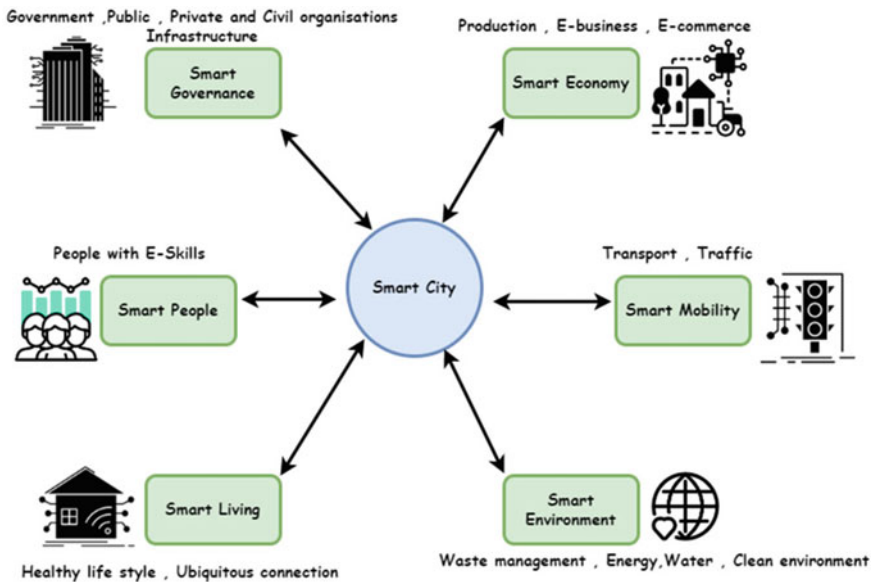 Government ,Public , Private and Civil organisations
Infrastructure
Smart
Governance
Production , E-business , E-commerce
Smart Economy
People with E-Skills
Smart People
Smart City
Transport , Traffic
Smart Mobility
Smart Living
Healthy life style , Ubiquitous connection
Smart
Environment
Waste management , Energy,Water , Clean environment